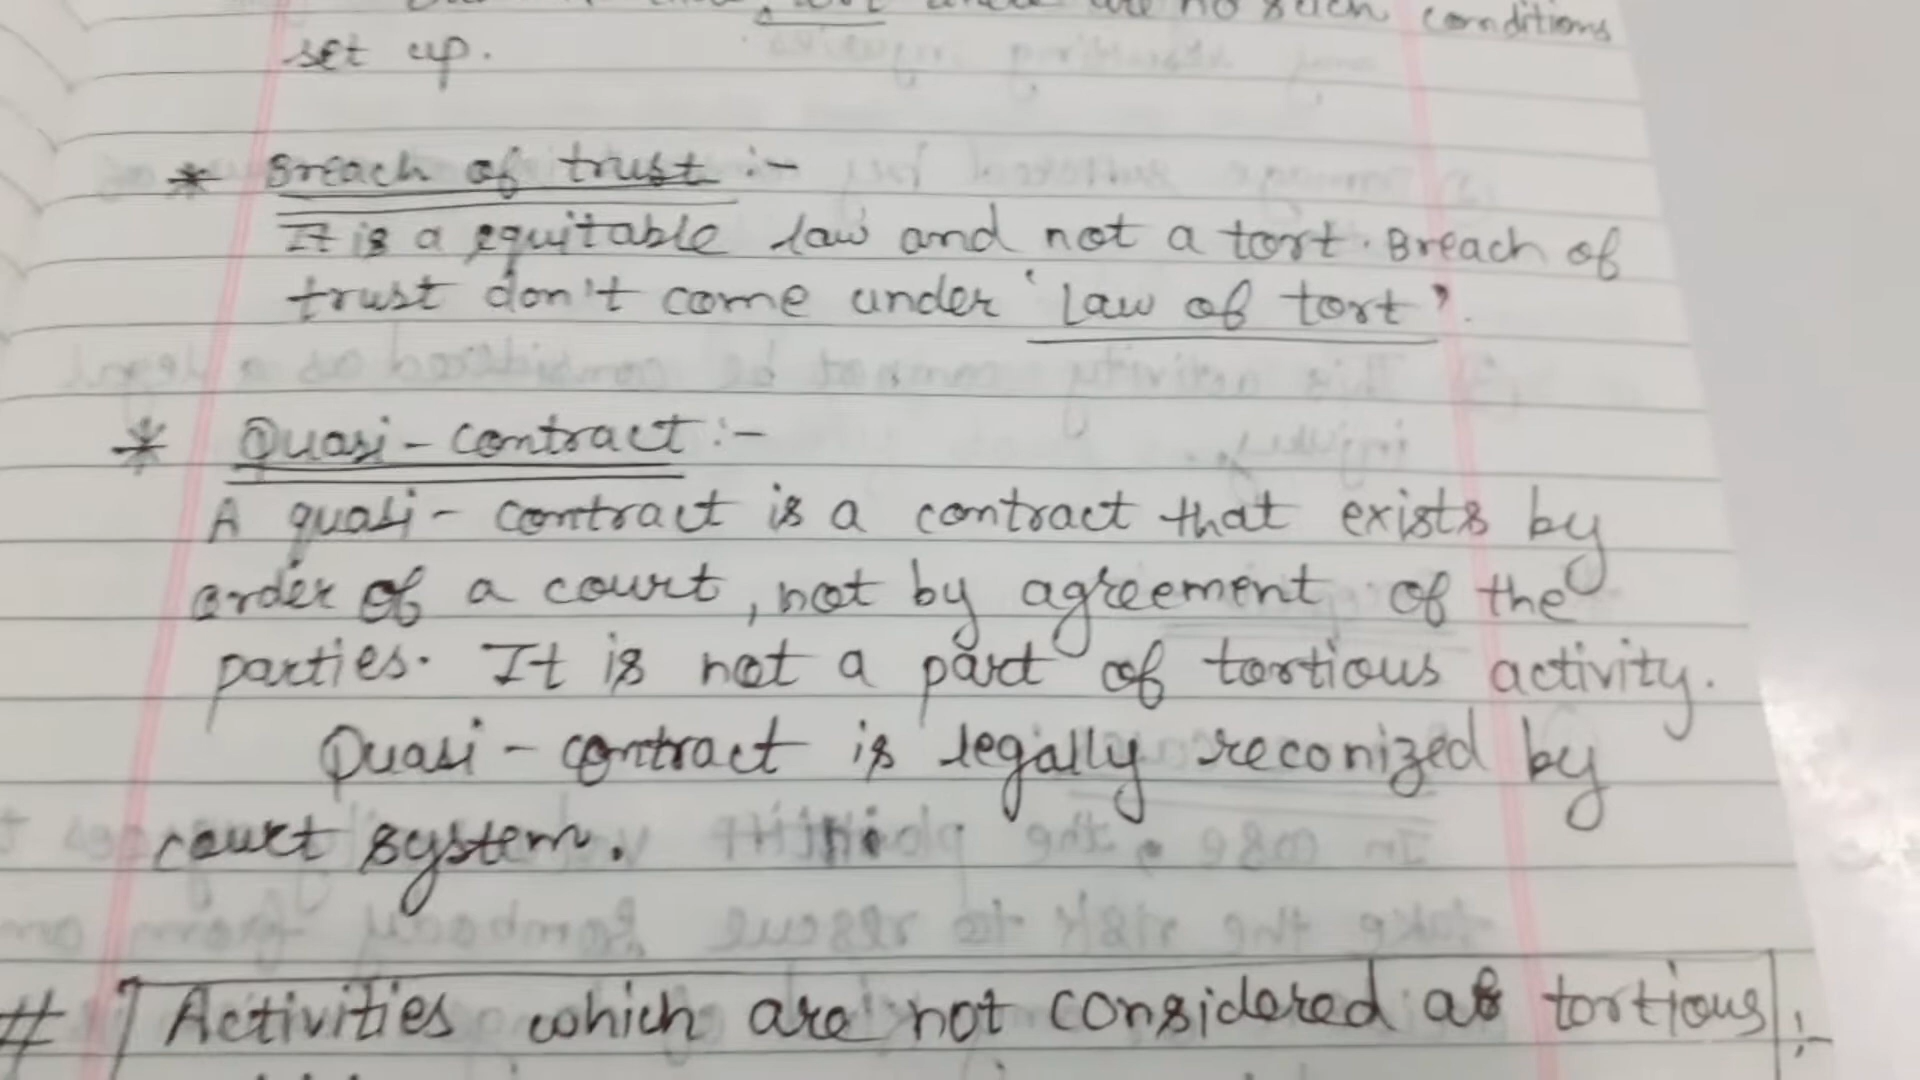 no such conditions
set up.
* Breach of trust :-
It is a equitable law and not a tort. Breach of
trust don't come under 'Law of tort'.
* Quasi-contract :-
A quasi-contract is a contract that exists by
order of a court, not by agreement of the
parties. It is not a part of tortious activity.
Quasi-contract is legally reconized by
court system.
# Activities which are not considered as tortious :-